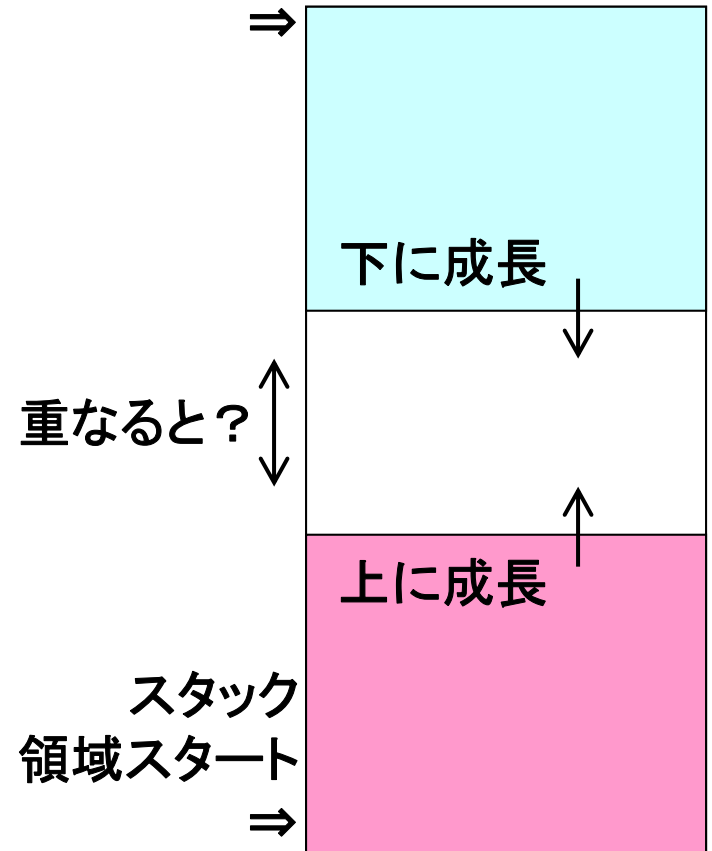 ⇒
下に成長
重なると？
上に成長
スタック
領域スタート
⇒